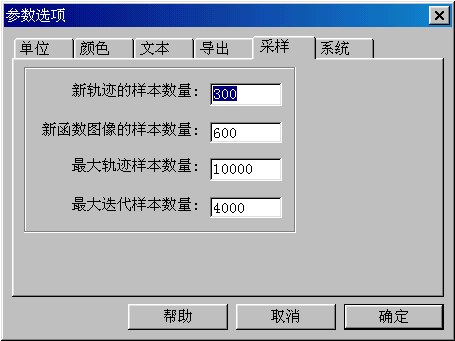 参数选项
单位 颜色 文本 导出 采样 系统
新轨迹的样本数量: 300
新函数图像的样本数量: 600
最大轨迹样本数量: 10000
最大迭代样本数量: 4000
帮助 取消 确定